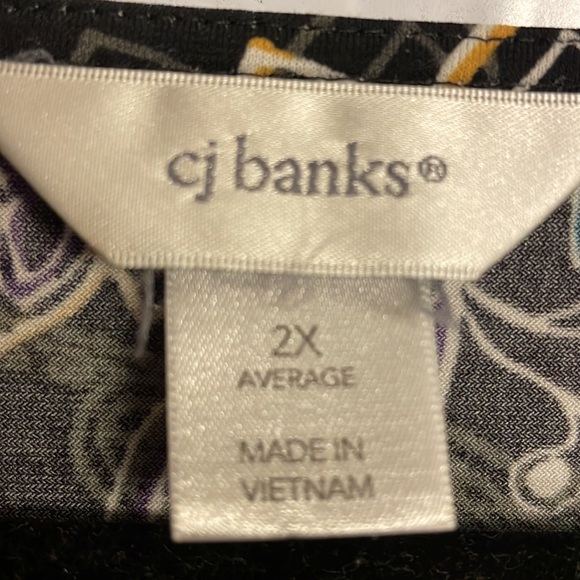 cj banks®
2X
AVERAGE
MADE IN
VIETNAM